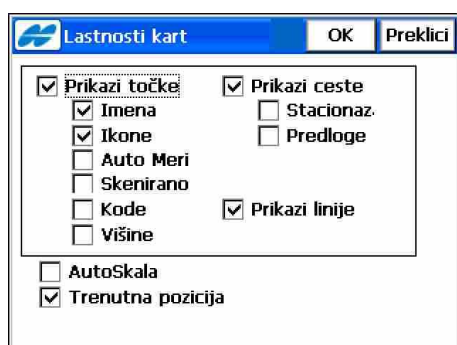 Lastnosti kart OK Preklici
Prikazi točke Prikazi ceste
Imena Stacionaz.
Ikone Predloge
Auto Meri
Skenirano
Kode Prikazi linije
Višine
AutoSkala
Trenutna pozicija